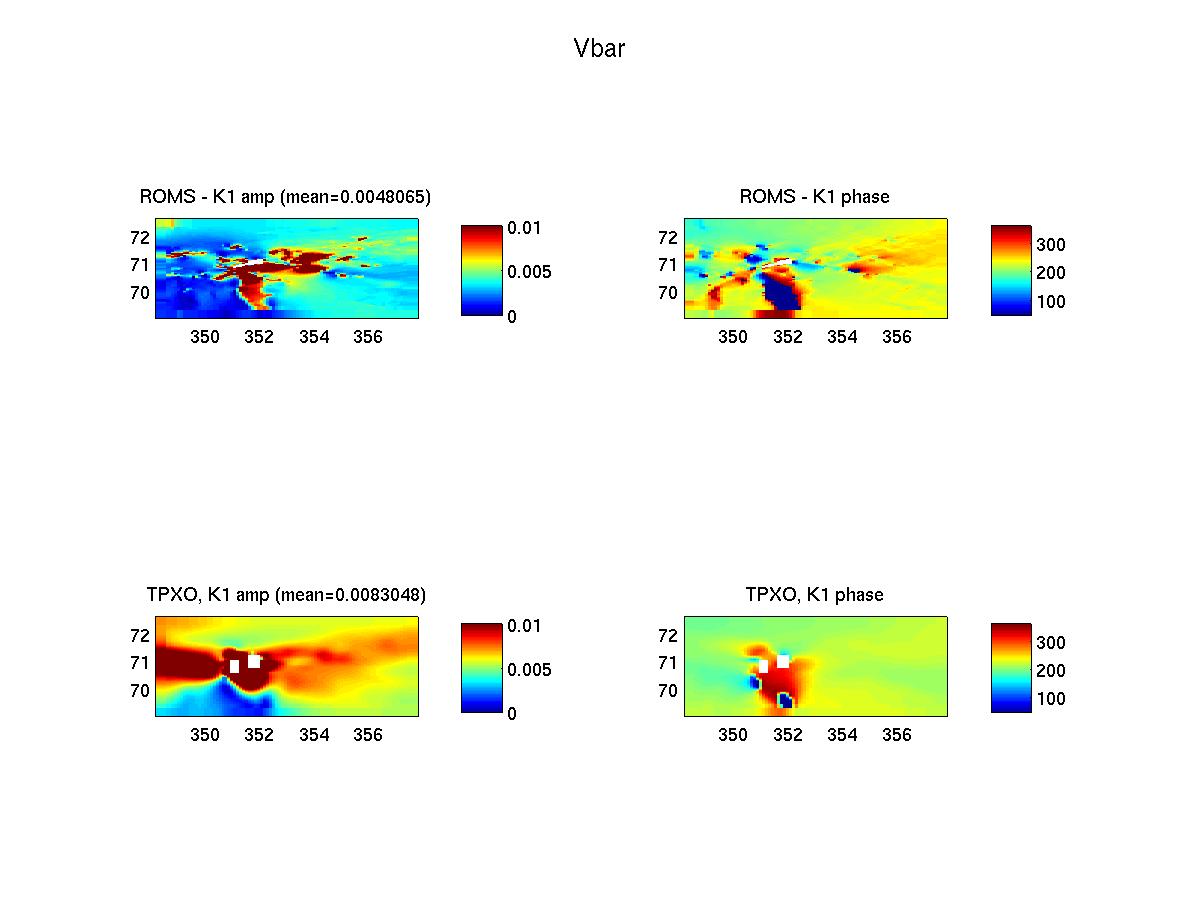 Vbar
ROMS - K1 amp (mean=0.0048065)
72
71
70
350 352 354 356
0.01
0.005
0
ROMS - K1 phase
72
71
70
350 352 354 356
300
200
100
TPXO, K1 amp (mean=0.0083048)
72
71
70
350 352 354 356
0.01
0.005
0
TPXO, K1 phase
72
71
70
350 352 354 356
300
200
100